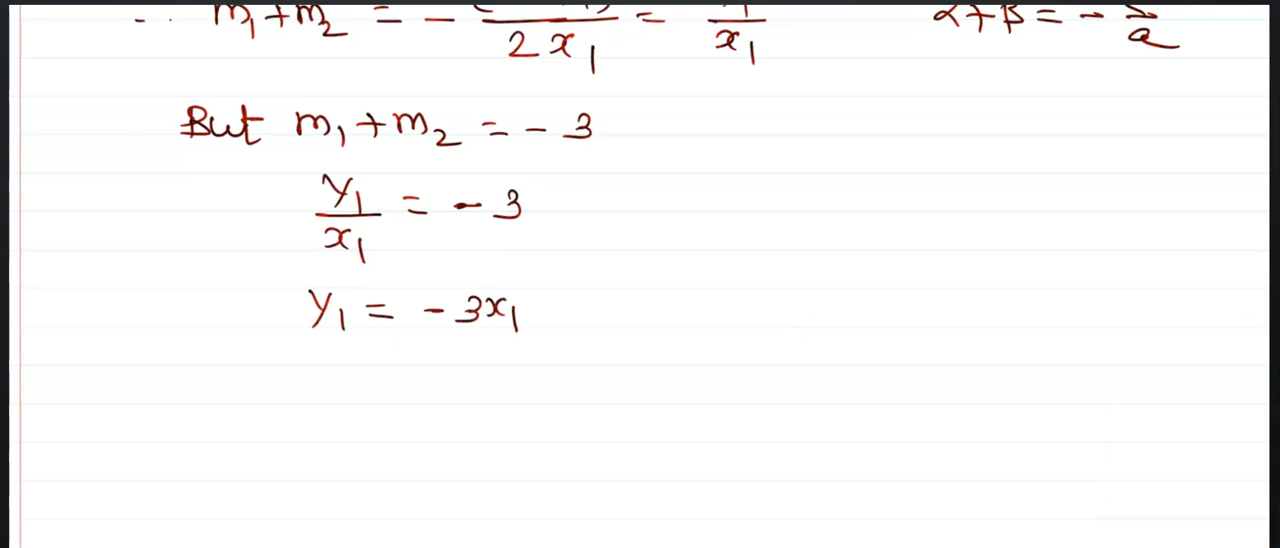 m₁+m₂ = - / 2x₁ = / x₁ α+β = - / a
But m₁+m₂ = - 3
y₁/x₁ = - 3
y₁ = - 3x₁